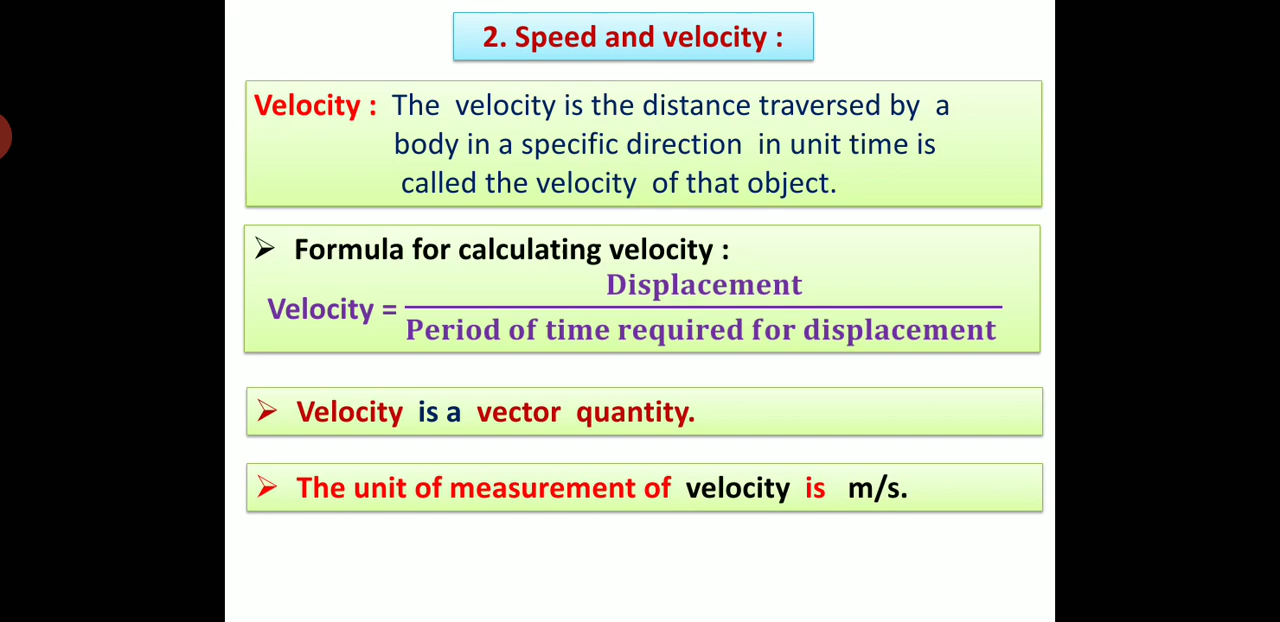 2. Speed and velocity :
Velocity : The velocity is the distance traversed by a
body in a specific direction in unit time is
called the velocity of that object.
➢ Formula for calculating velocity :
Displacement
Velocity =
Period of time required for displacement
➢ Velocity is a vector quantity.
➢ The unit of measurement of velocity is m/s.